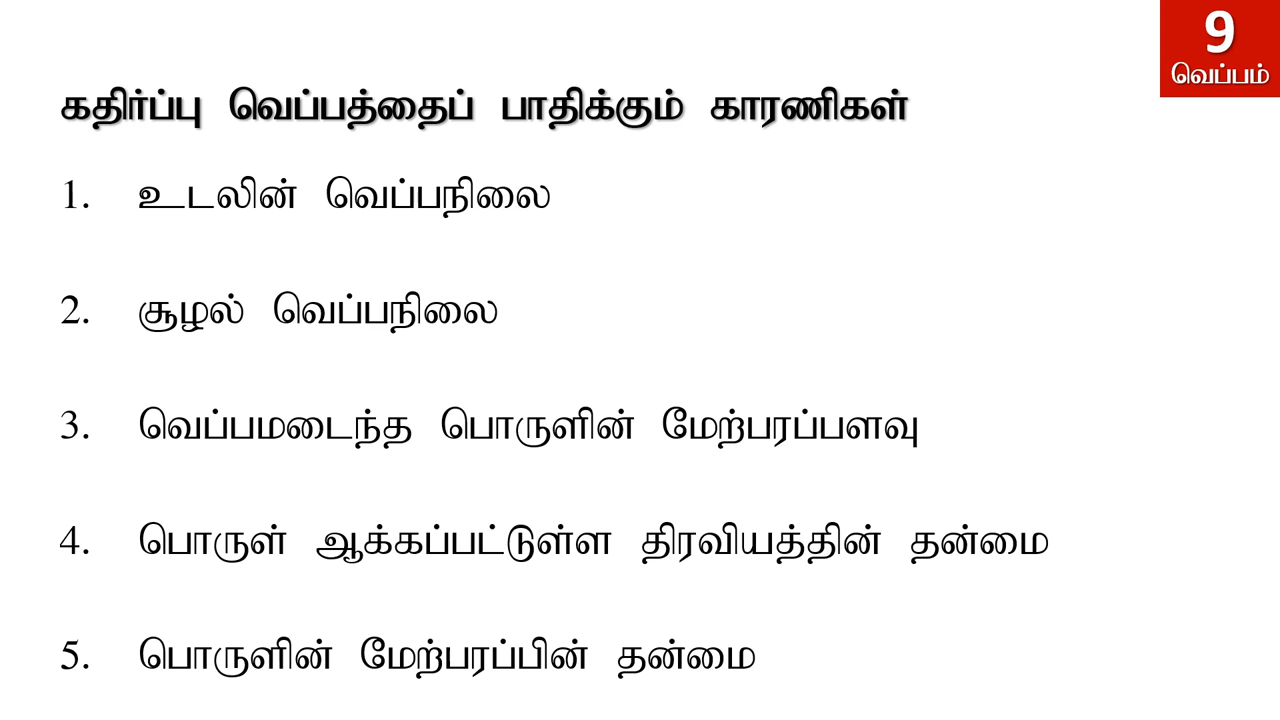 9
வெப்பம்
கதிர்ப்பு வெப்பத்தைப் பாதிக்கும் காரணிகள்
1. உடலின் வெப்பநிலை
2. சூழல் வெப்பநிலை
3. வெப்பமடைந்த பொருளின் மேற்பரப்பளவு
4. பொருள் ஆக்கப்பட்டுள்ள திரவியத்தின் தன்மை
5. பொருளின் மேற்பரப்பின் தன்மை